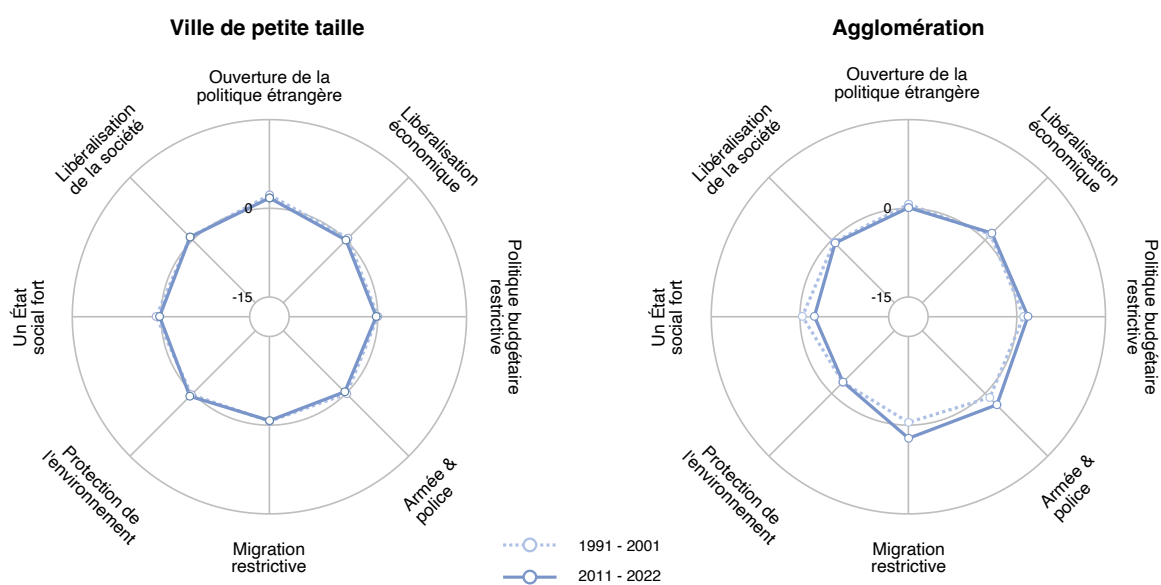 Ville de petite taille
Ouverture de la
politique étrangère
Libéralisation
économique
Politique budgétaire
restrictive
Armée &
police
Migration
restrictive
Protection de
l'environnement
Un État
social fort
Libéralisation
de la société
0
-15
Agglomération
Ouverture de la
politique étrangère
Libéralisation
économique
Politique budgétaire
restrictive
Armée &
police
Migration
restrictive
Protection de
l'environnement
Un État
social fort
Libéralisation
de la société
0
-15
1991 - 2001
2011 - 2022